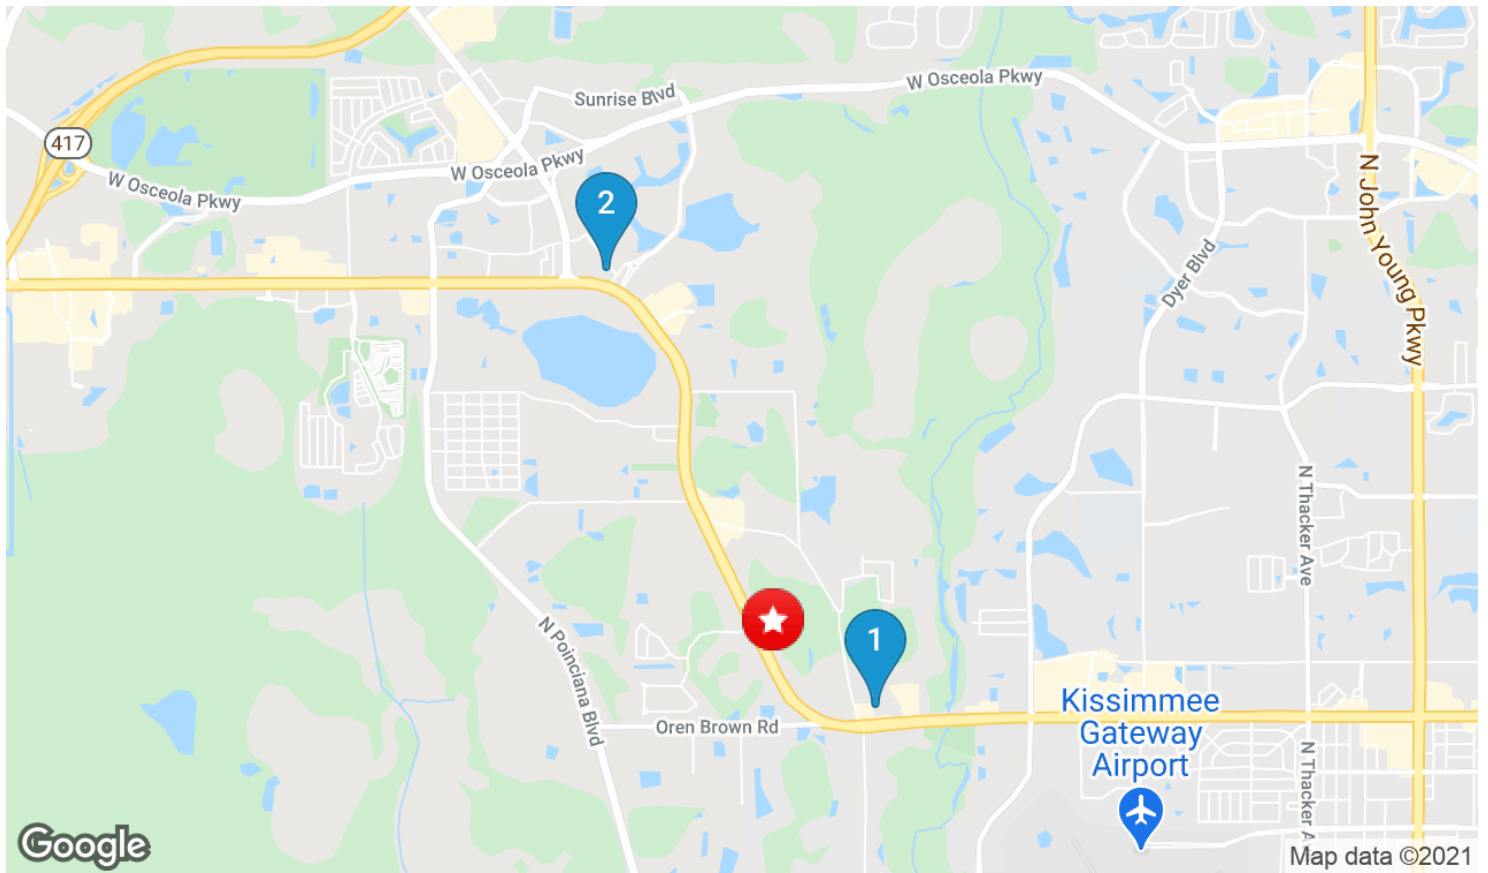 W Osceola Pkwy
Sunrise Blvd
417
W Osceola Pkwy
W Osceola Pkwy
N John Young Pkwy
2
Dyer Blvd
N Thacker Ave
N Poinciana Blvd
1
Oren Brown Rd
Kissimmee
Gateway
Airport
N Thacker A
Google
Map data ©2021